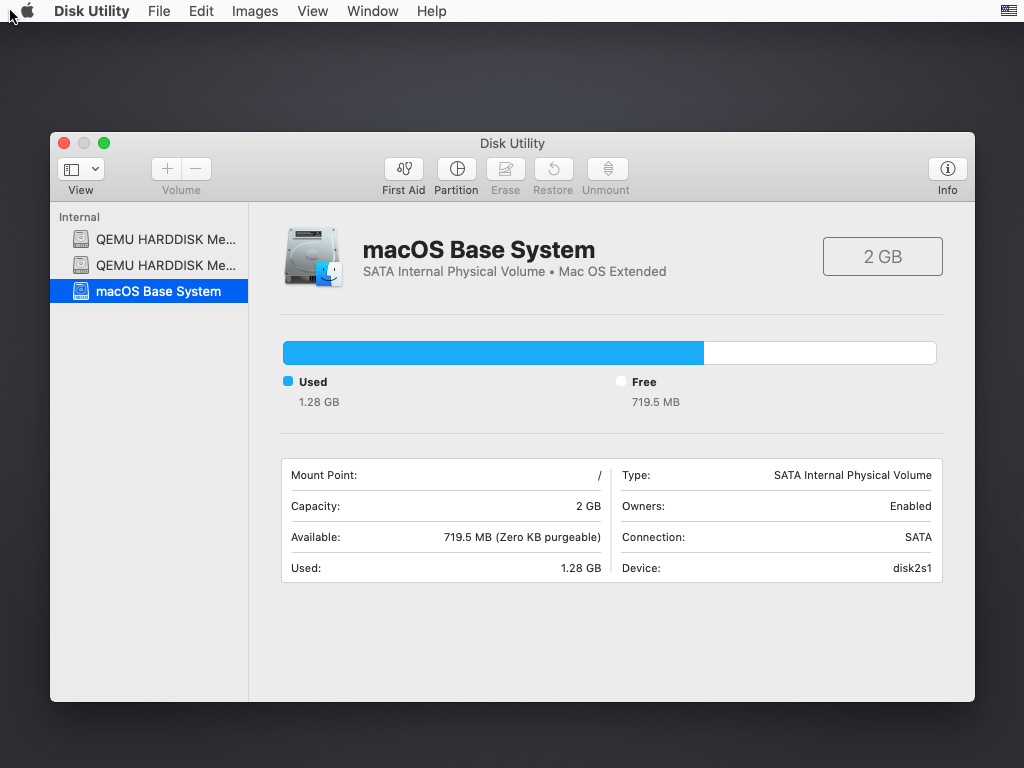 Disk Utility File Edit Images View Window Help
Disk Utility
View
Volume
First Aid
Partition
Erase
Restore
Unmount
Info
Internal
QEMU HARDDISK Me...
QEMU HARDDISK Me...
macOS Base System
macOS Base System
SATA Internal Physical Volume • Mac OS Extended
2 GB
Used
1.28 GB
Free
719.5 MB
Mount Point: /
Capacity: 2 GB
Available: 719.5 MB (Zero KB purgeable)
Used: 1.28 GB
Type: SATA Internal Physical Volume
Owners: Enabled
Connection: SATA
Device: disk2s1